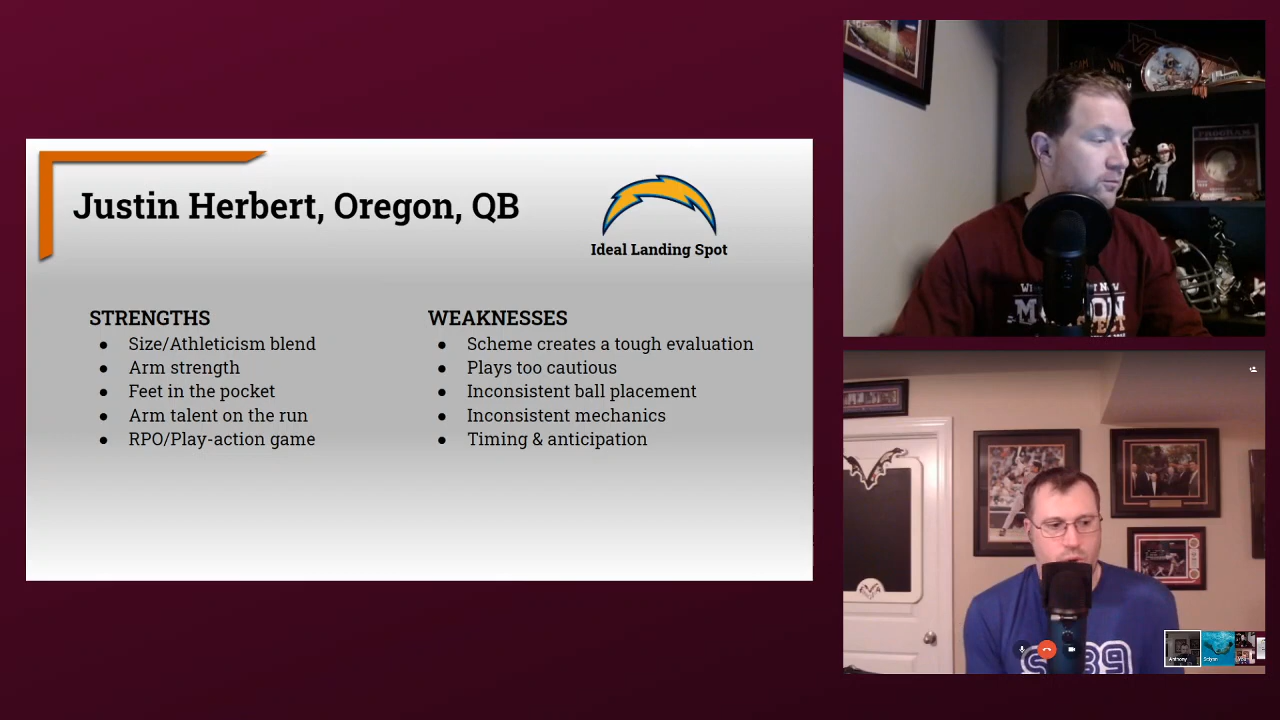 Justin Herbert, Oregon, QB
Ideal Landing Spot
STRENGTHS
● Size/Athleticism blend
● Arm strength
● Feet in the pocket
● Arm talent on the run
● RPO/Play-action game
WEAKNESSES
● Scheme creates a tough evaluation
● Plays too cautious
● Inconsistent ball placement
● Inconsistent mechanics
● Timing & anticipation
PROGRAM
Anthony